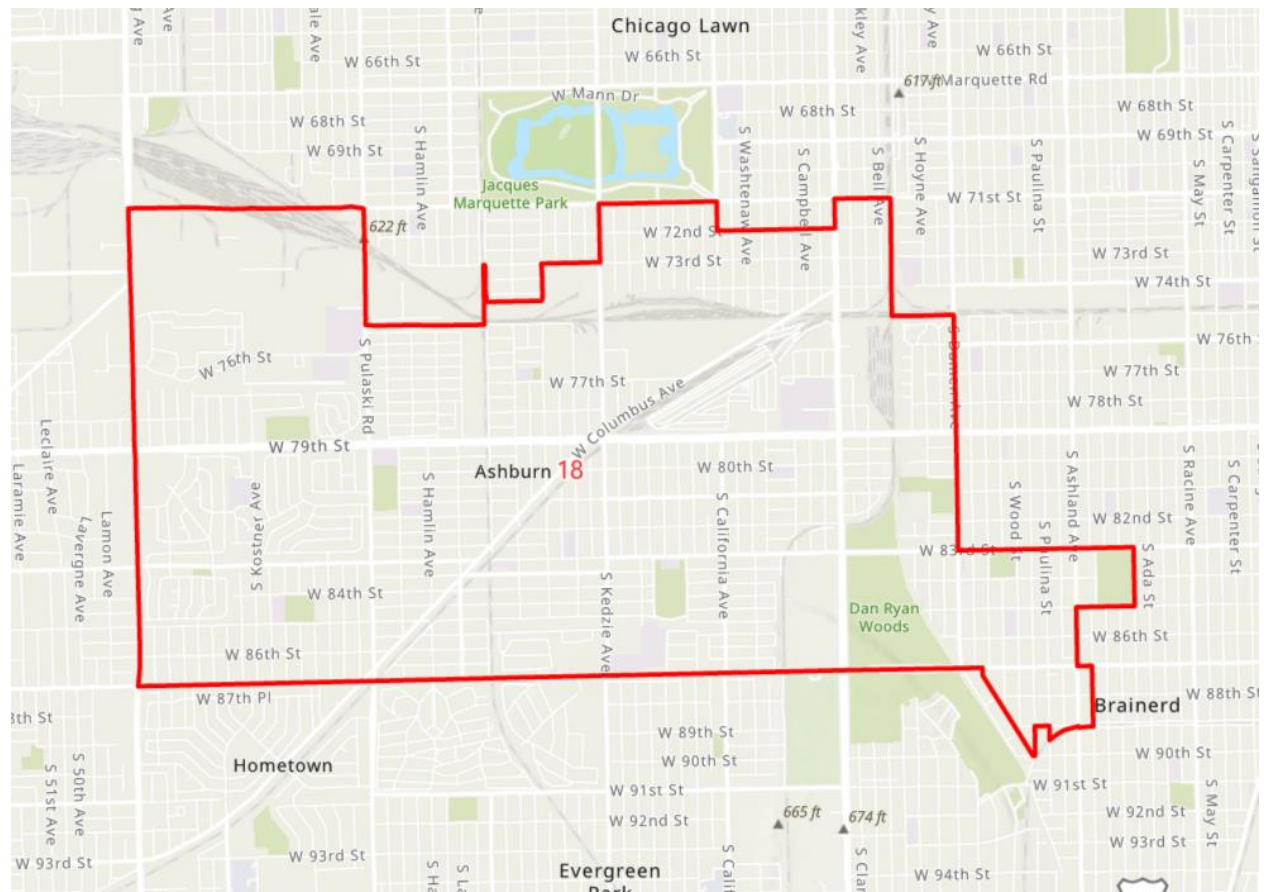 Chicago Lawn
W 66th St
W 66th St
W 66th St
617 ft
Marquette Rd
W Mann Dr
W 68th St
W 68th St
W 68th St
W 69th St
W 69th St
S Hamlin Ave
S Washtenaw Ave
S Campbell Ave
S Bell Ave
S Hoyne Ave
S Paulina St
S May St
S Carpenter St
Jacques
Marquette Park
W 71st St
622 ft
W 72nd St
W 73rd St
W 73rd St
W 74th St
W 76th St
W 76th St
S Pulaski Rd
S Damen Ave
W 77th St
W 77th St
W 78th St
W Columbus Ave
W 79th St
Ashburn 18
W 80th St
Leclaire Ave
Laramie Ave
Lavergne Ave
Lamon Ave
S Kostner Ave
S Hamlin Ave
S California Ave
S Wood St
S Paulina St
S Ashland Ave
S Racine Ave
S Carpenter St
W 82nd St
W 83rd St
S Ada St
W 84th St
S Kedzie Ave
Dan Ryan
Woods
W 86th St
W 86th St
W 87th Pl
W 88th St
Brainerd
W 89th St
W 90th St
W 90th St
Hometown
S 51st Ave
S 50th Ave
W 91st St
W 91st St
W 92nd St
W 92nd St
665 ft
674 ft
S May St
W 93rd St
W 93rd St
W 93rd St
W 94th St
Evergreen
Park